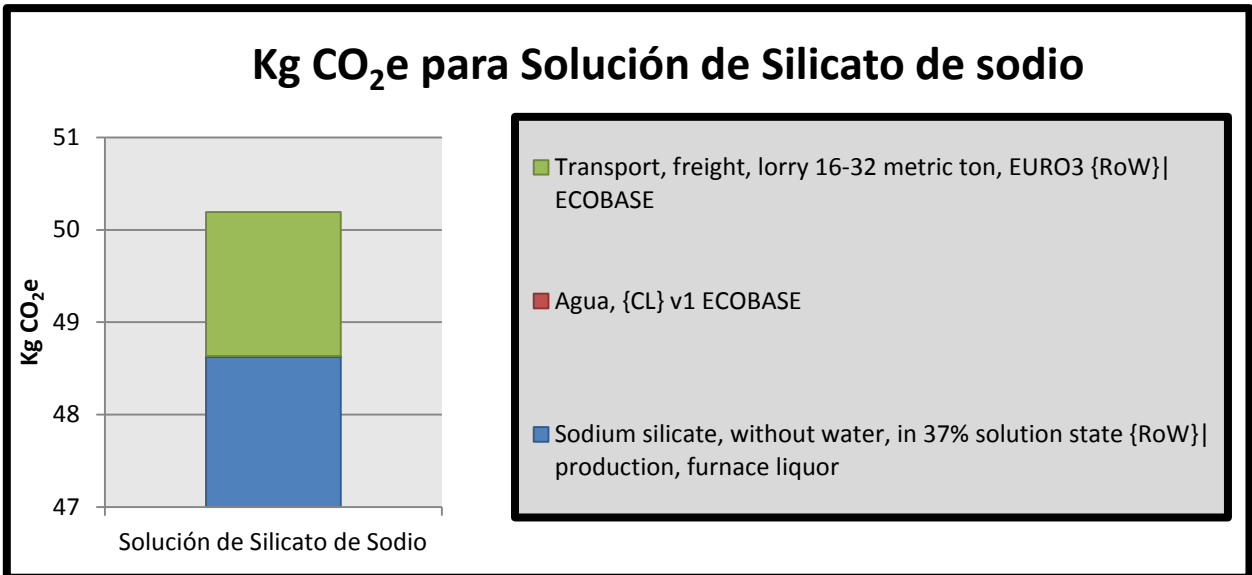 Kg CO₂e para Solución de Silicato de sodio
51
50
49
48
47
Kg CO₂e
Solución de Silicato de Sodio
Transport, freight, lorry 16-32 metric ton, EURO3 {RoW}|
ECOBASE
Agua, {CL} v1 ECOBASE
Sodium silicate, without water, in 37% solution state {RoW}|
production, furnace liquor